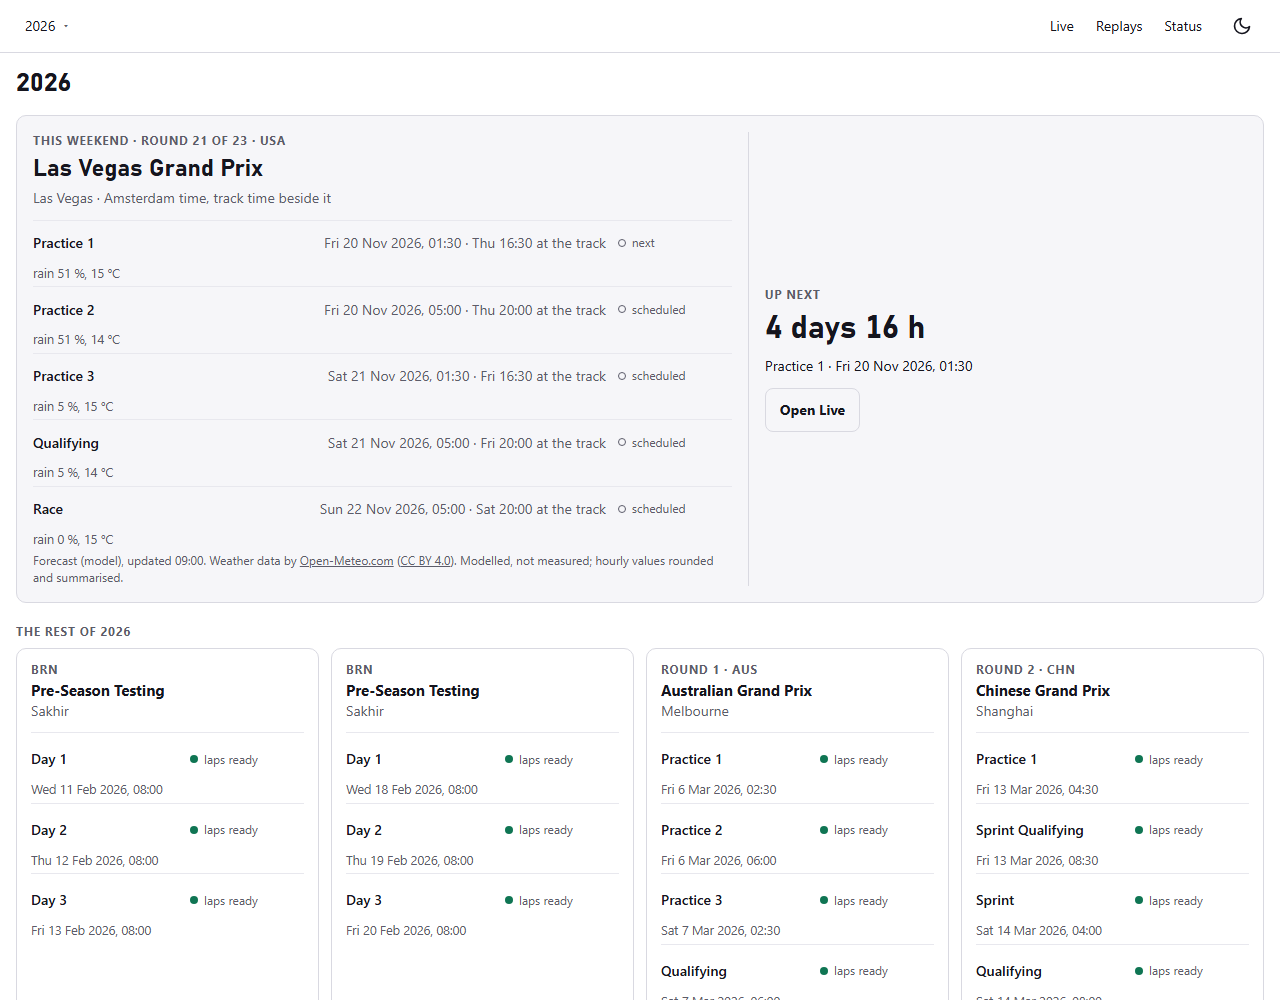 2026
Live
Replays
Status
2026
THIS WEEKEND · ROUND 21 OF 23 · USA
Las Vegas Grand Prix
Las Vegas · Amsterdam time, track time beside it
Practice 1
Fri 20 Nov 2026, 01:30 · Thu 16:30 at the track
next
rain 51 %, 15 °C
Practice 2
Fri 20 Nov 2026, 05:00 · Thu 20:00 at the track
scheduled
rain 51 %, 14 °C
Practice 3
Sat 21 Nov 2026, 01:30 · Fri 16:30 at the track
scheduled
rain 5 %, 15 °C
Qualifying
Sat 21 Nov 2026, 05:00 · Fri 20:00 at the track
scheduled
rain 5 %, 14 °C
Race
Sun 22 Nov 2026, 05:00 · Sat 20:00 at the track
scheduled
rain 0 %, 15 °C
Forecast (model), updated 09:00. Weather data by Open-Meteo.com (CC BY 4.0). Modelled, not measured; hourly values rounded
and summarised.
UP NEXT
4 days 16 h
Practice 1 · Fri 20 Nov 2026, 01:30
Open Live
THE REST OF 2026
BRN
Pre-Season Testing
Sakhir
Day 1
laps ready
Wed 11 Feb 2026, 08:00
Day 2
laps ready
Thu 12 Feb 2026, 08:00
Day 3
laps ready
Fri 13 Feb 2026, 08:00
BRN
Pre-Season Testing
Sakhir
Day 1
laps ready
Wed 18 Feb 2026, 08:00
Day 2
laps ready
Thu 19 Feb 2026, 08:00
Day 3
laps ready
Fri 20 Feb 2026, 08:00
ROUND 1 · AUS
Australian Grand Prix
Melbourne
Practice 1
laps ready
Fri 6 Mar 2026, 02:30
Practice 2
laps ready
Fri 6 Mar 2026, 06:00
Practice 3
laps ready
Sat 7 Mar 2026, 02:30
Qualifying
laps ready
ROUND 2 · CHN
Chinese Grand Prix
Shanghai
Practice 1
laps ready
Fri 13 Mar 2026, 04:30
Sprint Qualifying
laps ready
Fri 13 Mar 2026, 08:30
Sprint
laps ready
Sat 14 Mar 2026, 04:00
Qualifying
laps ready